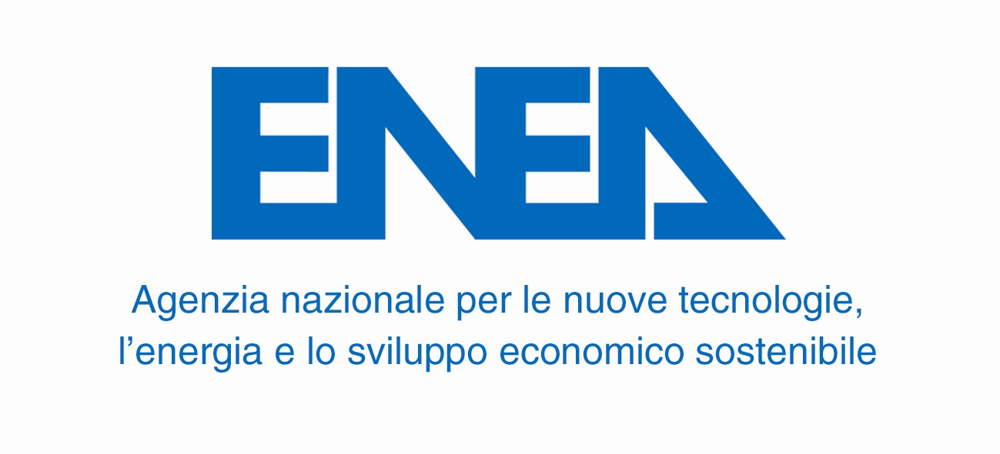 ENEA
Agenzia nazionale per le nuove tecnologie,
l’energia e lo sviluppo economico sostenibile